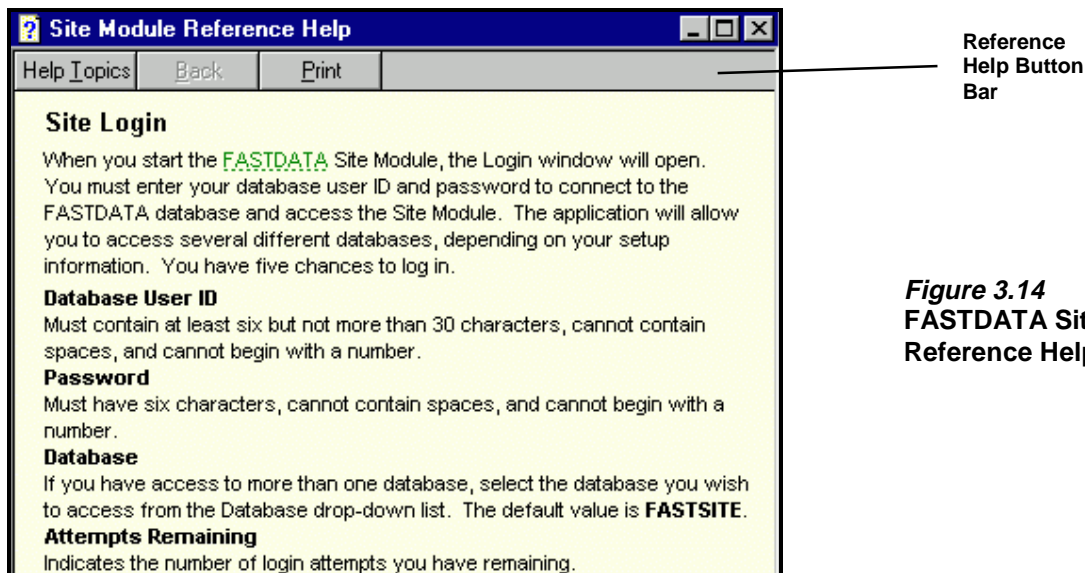 Site Module Reference Help
Help Topics Back Print
Reference
Help Button
Bar
Site Login
When you start the FASTDATA Site Module, the Login window will open.
You must enter your database user ID and password to connect to the
FASTDATA database and access the Site Module. The application will allow
you to access several different databases, depending on your setup
information. You have five chances to log in.
Database User ID
Must contain at least six but not more than 30 characters, cannot contain
spaces, and cannot begin with a number.
Password
Must have six characters, cannot contain spaces, and cannot begin with a
number.
Database
If you have access to more than one database, select the database you wish
to access from the Database drop-down list. The default value is FASTSITE.
Attempts Remaining
Indicates the number of login attempts you have remaining.
Figure 3.14
FASTDATA Sit
Reference Help